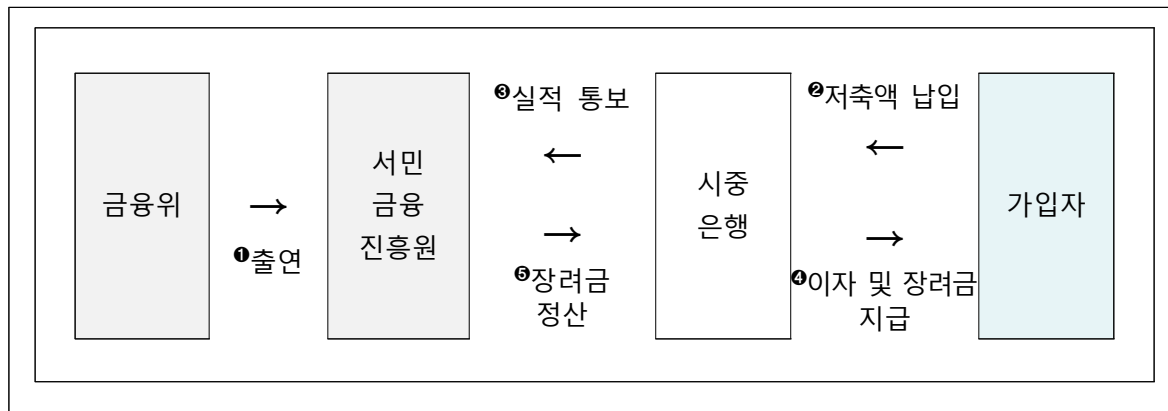 금융위
❶출연
→
서민
금융
진흥원
❸실적 통보
←
→
❺장려금
정산
시중
은행
❷저축액 납입
←
→
❹이자 및 장려금
지급
가입자